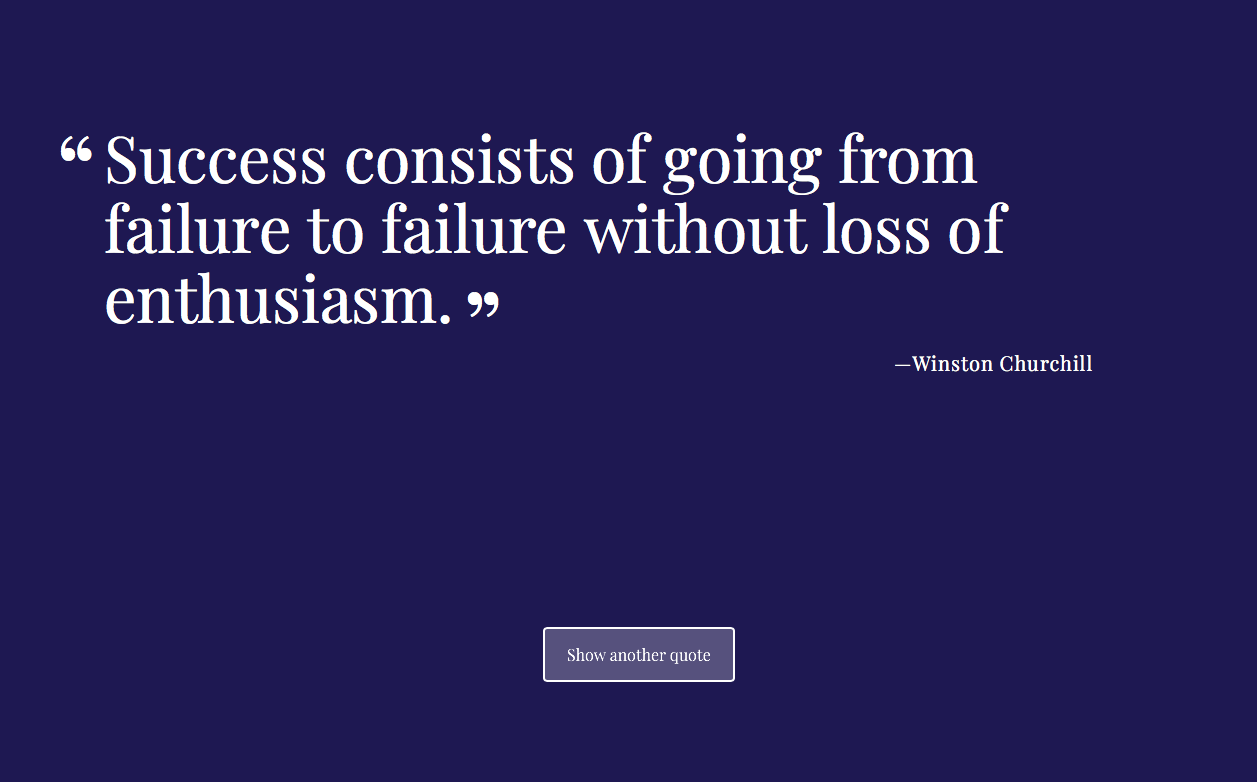 “ Success consists of going from
failure to failure without loss of
enthusiasm. ”
—Winston Churchill
Show another quote